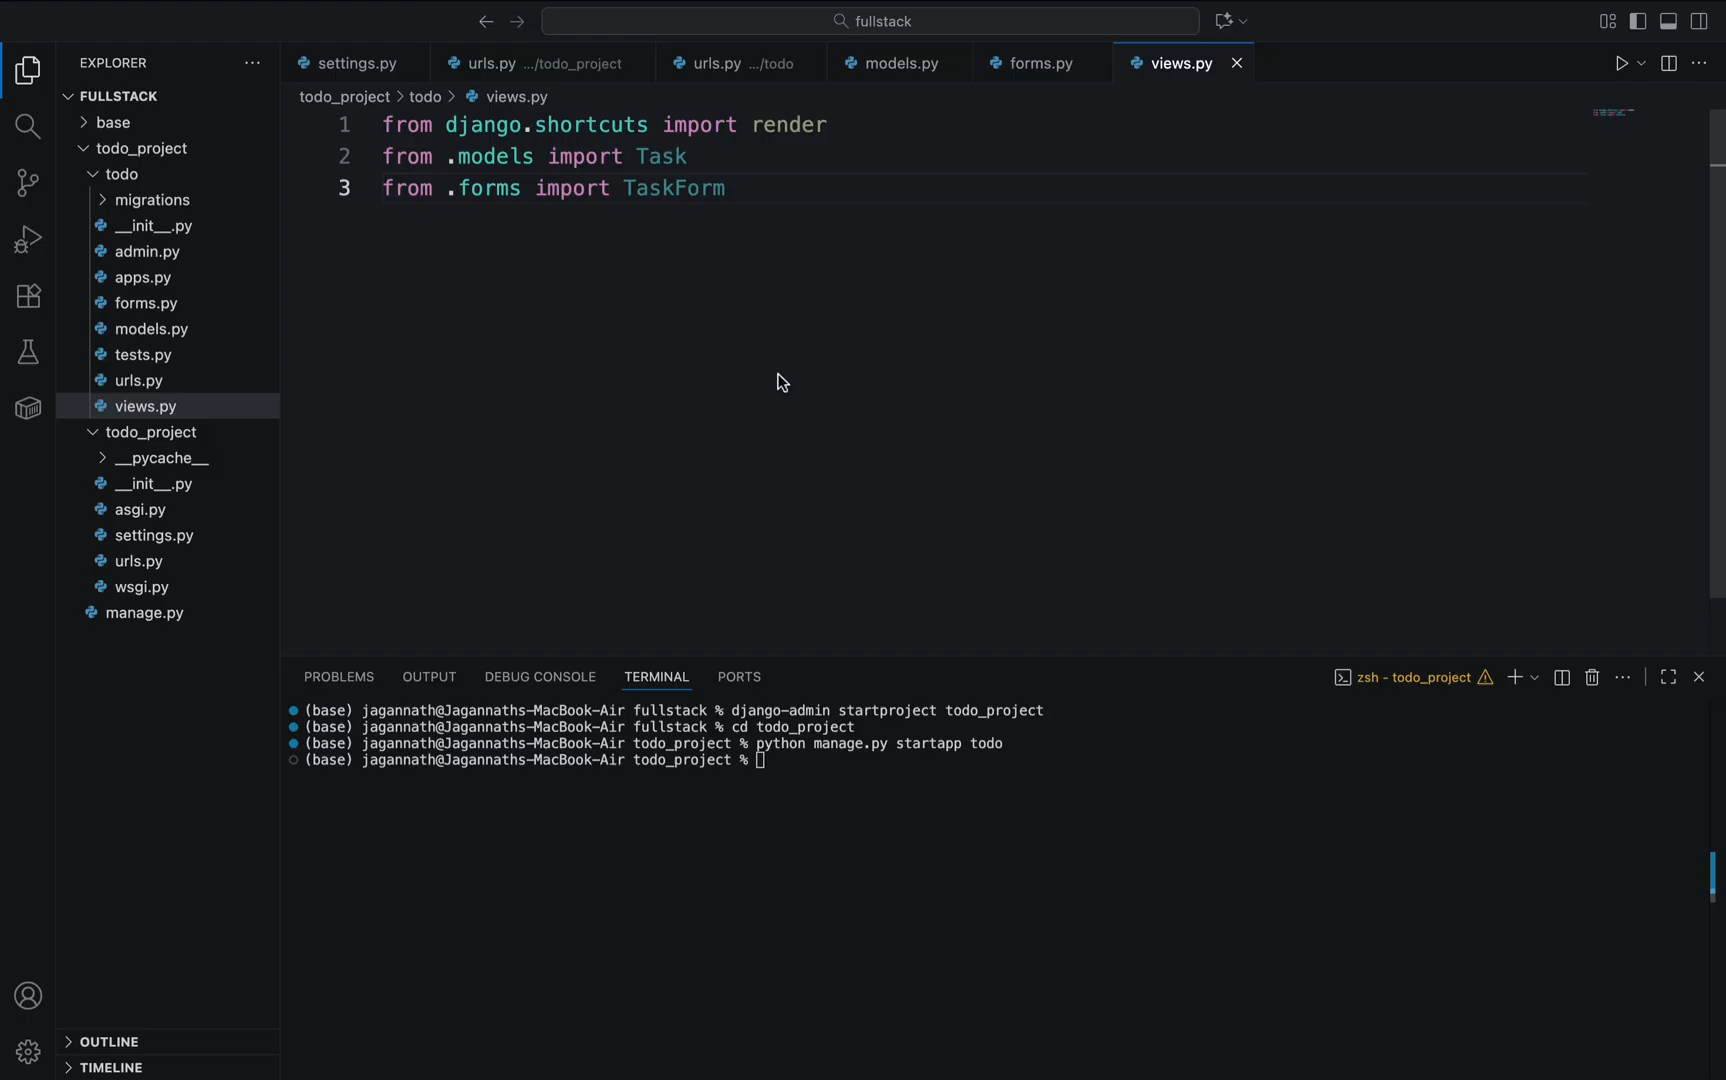 fullstack
EXPLORER
settings.py
urls.py .../todo_project
urls.py .../todo
models.py
forms.py
views.py
FULLSTACK
base
todo_project
todo
migrations
__init__.py
admin.py
apps.py
forms.py
models.py
tests.py
urls.py
views.py
todo_project
__pycache__
__init__.py
asgi.py
settings.py
urls.py
wsgi.py
manage.py
OUTLINE
TIMELINE
todo_project > todo > views.py
1 from django.shortcuts import render
2 from .models import Task
3 from .forms import TaskForm
PROBLEMS OUTPUT DEBUG CONSOLE TERMINAL PORTS
zsh - todo_project
(base) jagannath@Jagannaths-MacBook-Air fullstack % django-admin startproject todo_project
(base) jagannath@Jagannaths-MacBook-Air fullstack % cd todo_project
(base) jagannath@Jagannaths-MacBook-Air todo_project % python manage.py startapp todo
(base) jagannath@Jagannaths-MacBook-Air todo_project %